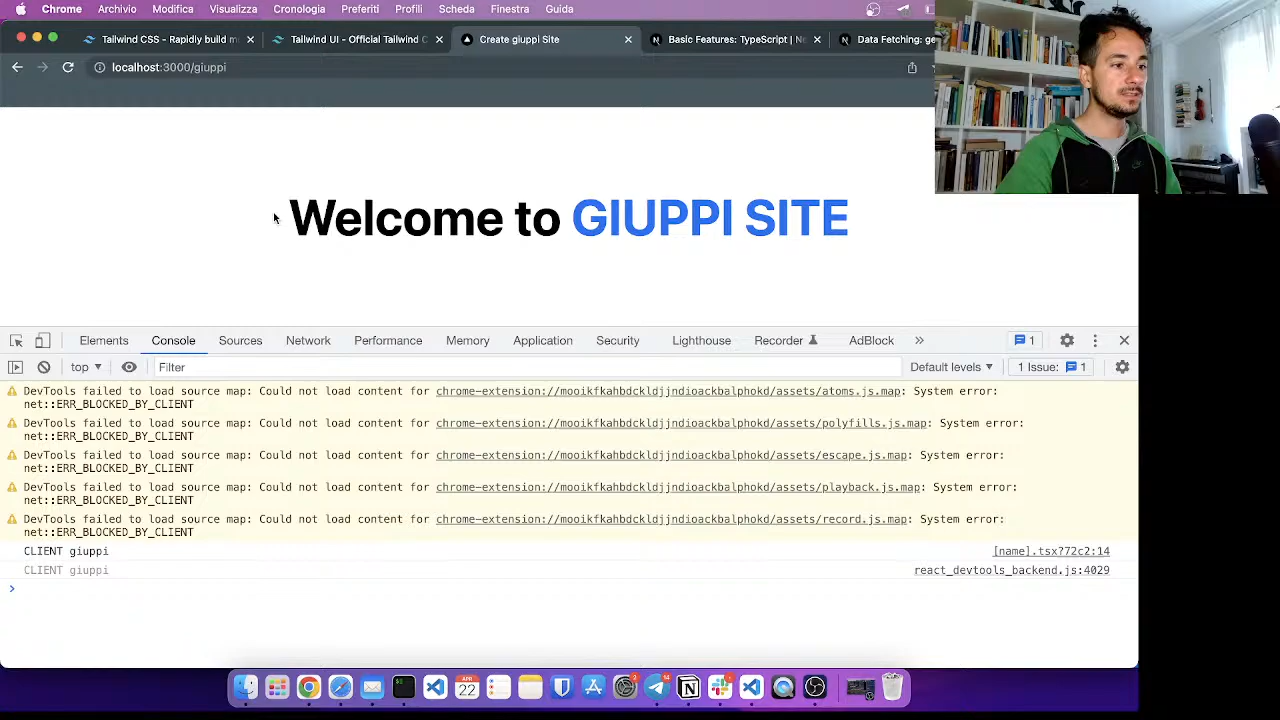 Chrome Archivio Modifica Visualizza Cronologia Preferiti Profili Scheda Finestra Guida
Tailwind CSS - Rapidly build m
Tailwind UI - Official Tailwind C
Create giuppi Site
Basic Features: TypeScript | Ne
Data Fetching: ge
localhost:3000/giuppi
Welcome to GIUPPI SITE
Elements Console Sources Network Performance Memory Application Security Lighthouse Recorder AdBlock » 1
top Filter Default levels 1 Issue: 1
DevTools failed to load source map: Could not load content for chrome-extension://mooikfkahbdckldjjndioackbalphokd/assets/atoms.js.map: System error:
net::ERR_BLOCKED_BY_CLIENT
DevTools failed to load source map: Could not load content for chrome-extension://mooikfkahbdckldjjndioackbalphokd/assets/polyfills.js.map: System error:
net::ERR_BLOCKED_BY_CLIENT
DevTools failed to load source map: Could not load content for chrome-extension://mooikfkahbdckldjjndioackbalphokd/assets/escape.js.map: System error:
net::ERR_BLOCKED_BY_CLIENT
DevTools failed to load source map: Could not load content for chrome-extension://mooikfkahbdckldjjndioackbalphokd/assets/playback.js.map: System error:
net::ERR_BLOCKED_BY_CLIENT
DevTools failed to load source map: Could not load content for chrome-extension://mooikfkahbdckldjjndioackbalphokd/assets/record.js.map: System error:
net::ERR_BLOCKED_BY_CLIENT
CLIENT giuppi [name].tsx?72c2:14
CLIENT giuppi react_devtools_backend.js:4029
>
APR
22